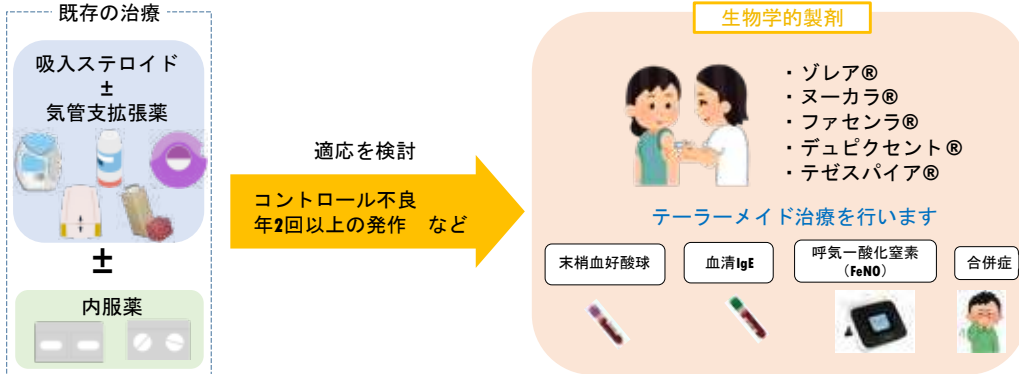 既存の治療
吸入ステロイド
±
気管支拡張薬
±
内服薬
適応を検討
コントロール不良
年2回以上の発作　など
生物学的製剤
・ゾレア®
・ヌーカラ®
・ファセンラ®
・デュピクセント®
・テゼスパイア®
テーラーメイド治療を行います
末梢血好酸球
血清IgE
呼気一酸化窒素
（FeNO）
合併症